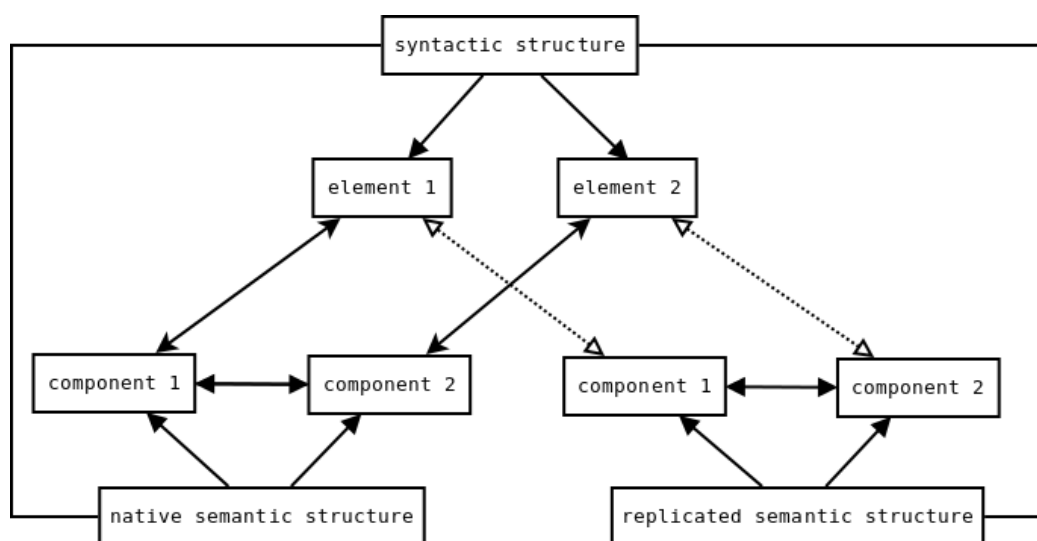 syntactic structure
element 1
element 2
component 1
component 2
component 1
component 2
native semantic structure
replicated semantic structure